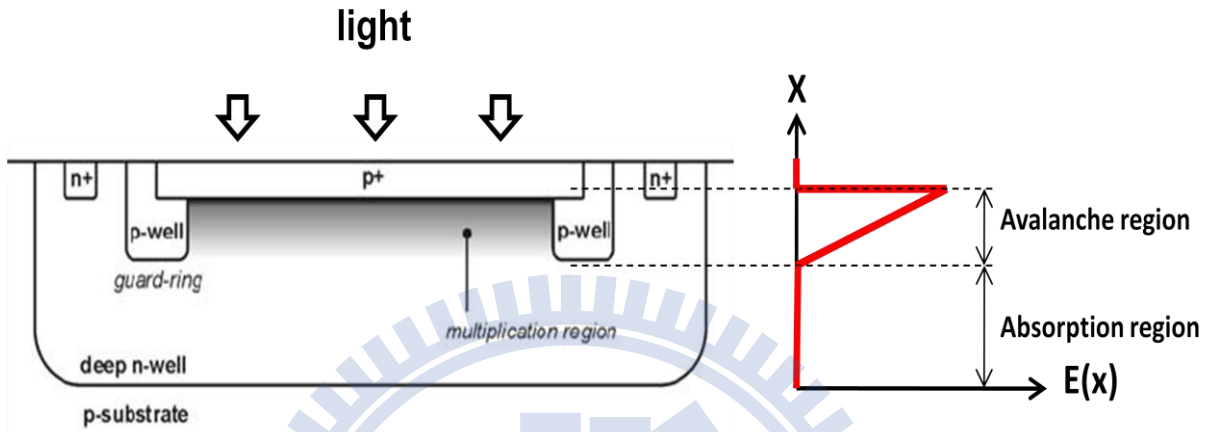 light
X
n+
p+
n+
p-well
p-well
guard-ring
multiplication region
deep n-well
p-substrate
Avalanche region
Absorption region
E(x)